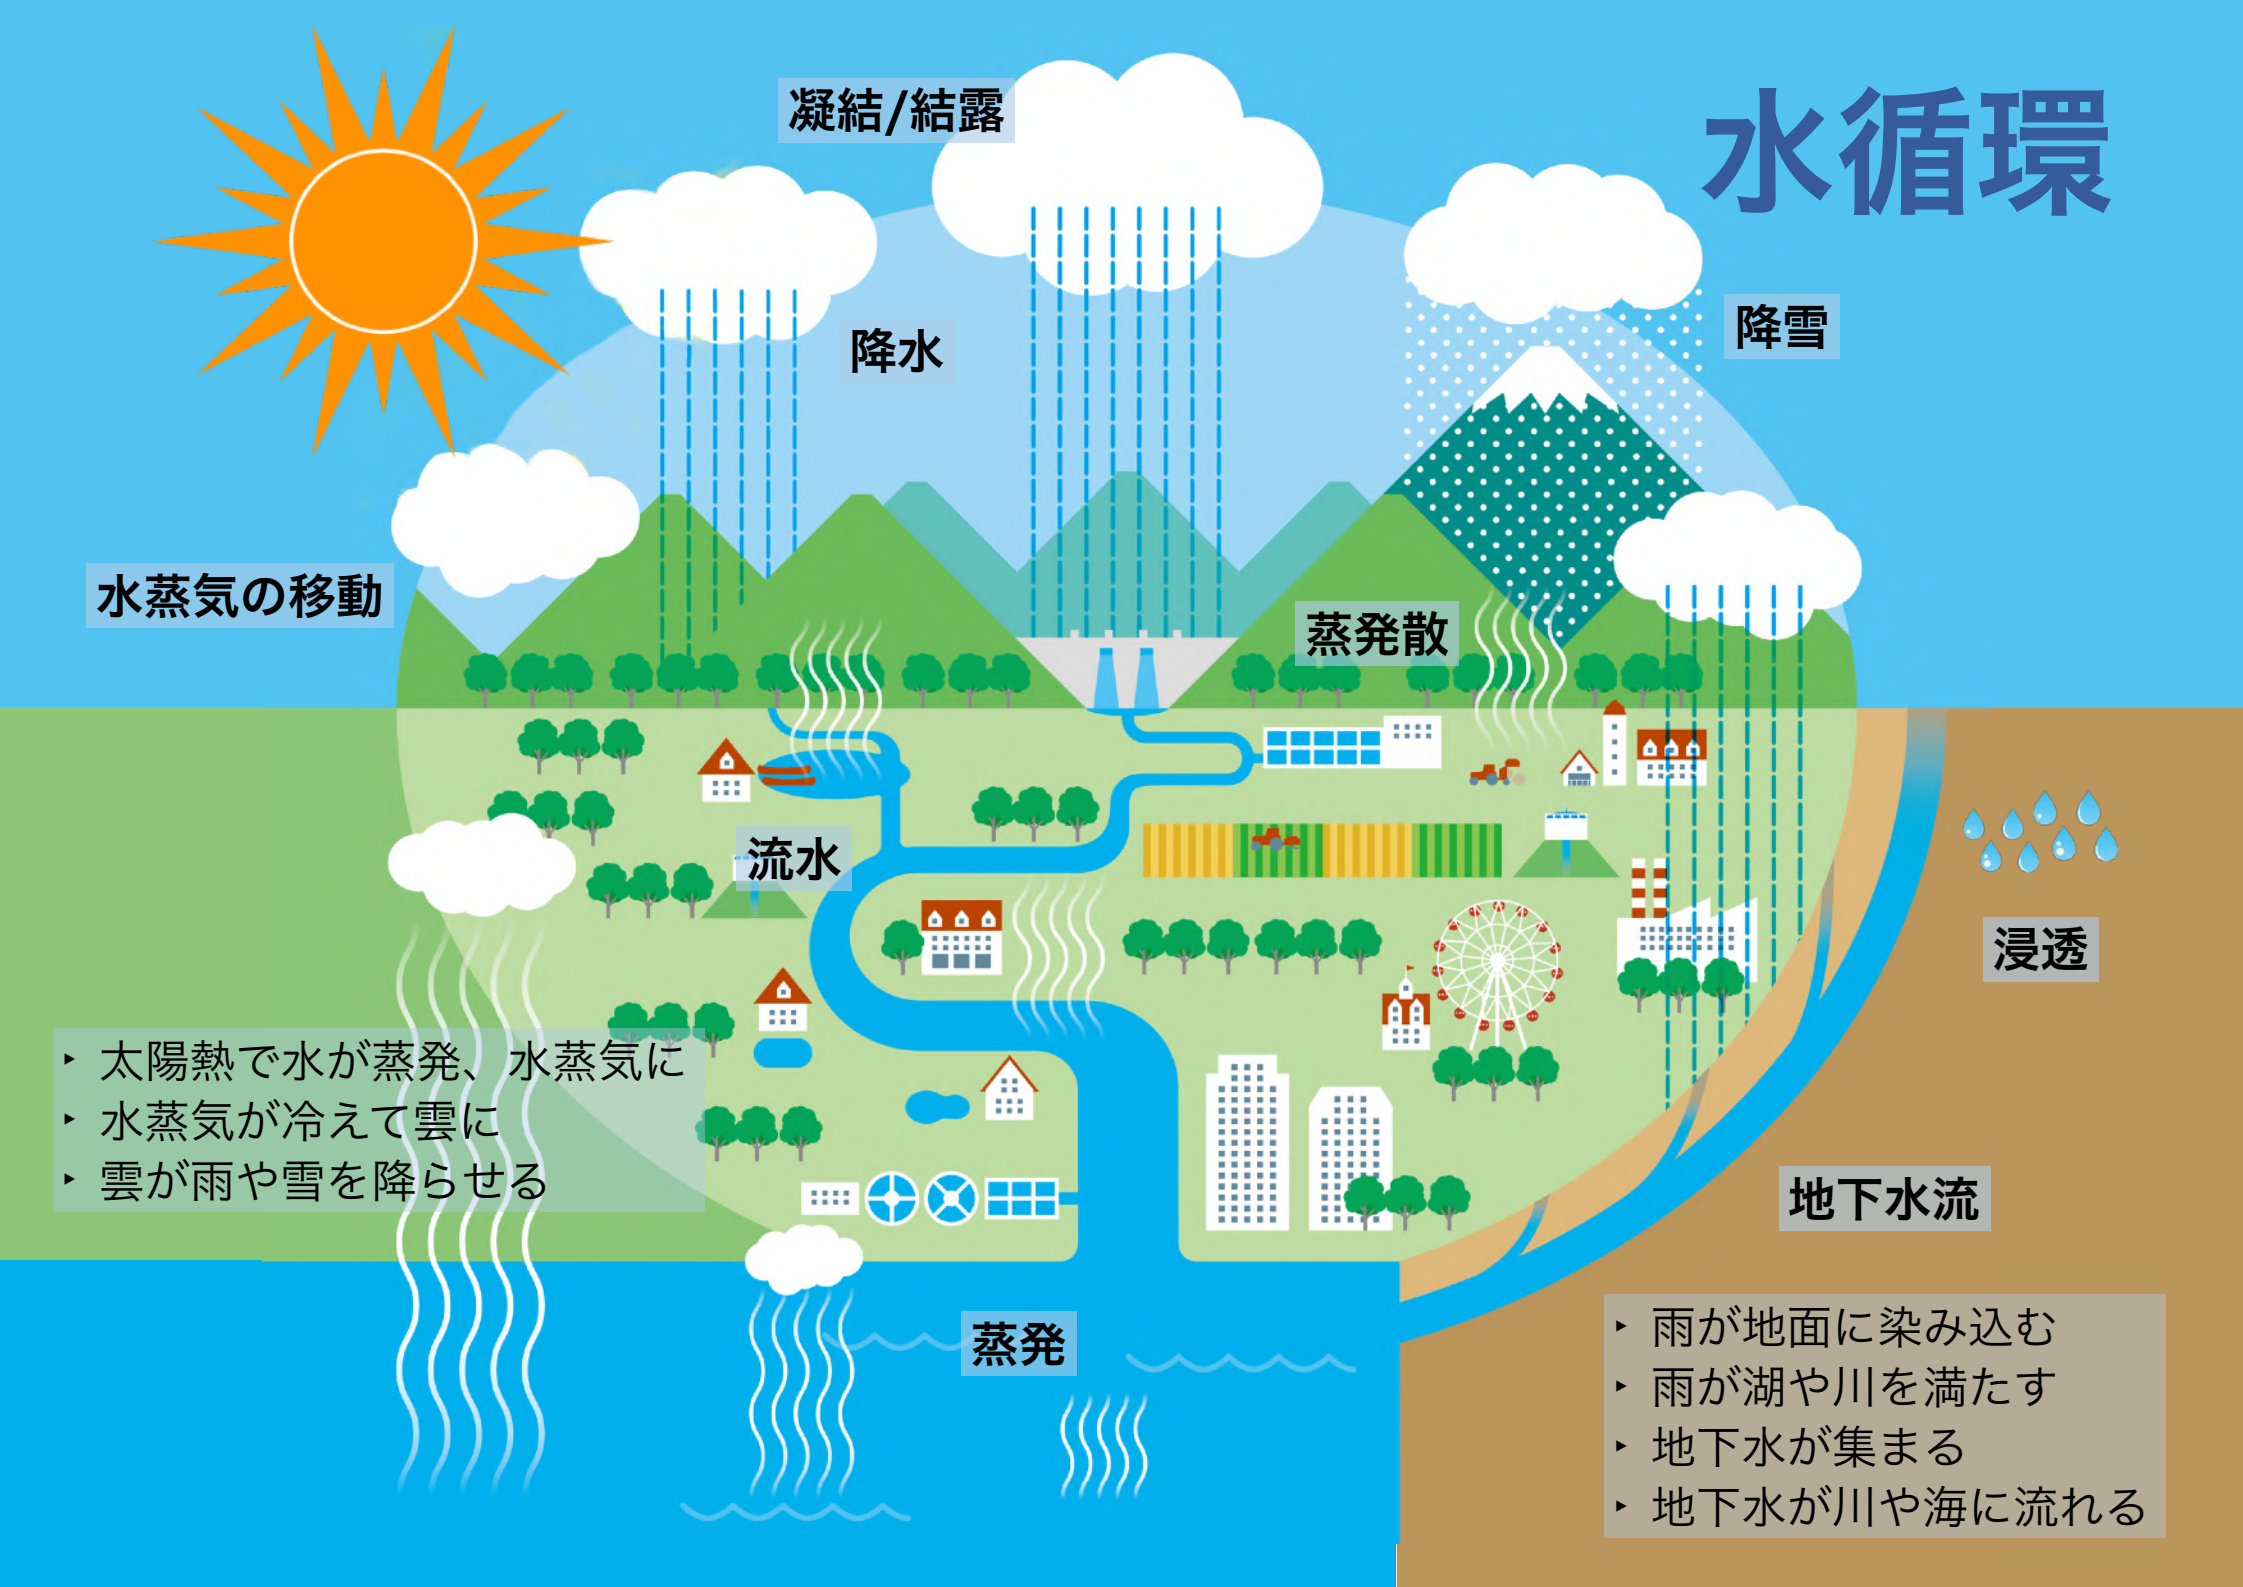 水循環
凝結/結露
降水
降雪
水蒸気の移動
蒸発散
流水
浸透
‣ 太陽熱で水が蒸発、水蒸気に
‣ 水蒸気が冷えて雲に
‣ 雲が雨や雪を降らせる
地下水流
蒸発
‣ 雨が地面に染み込む
‣ 雨が湖や川を満たす
‣ 地下水が集まる
‣ 地下水が川や海に流れる